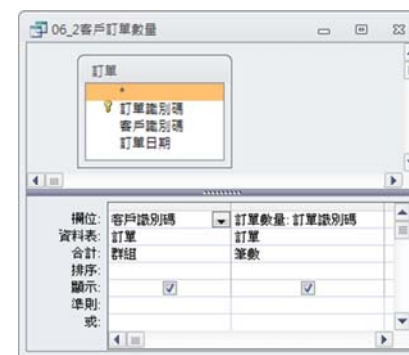 06_2客戶訂單數量
訂單
*
訂單識別碼
客戶識別碼
訂單日期
欄位: 客戶識別碼 訂單數量: 訂單識別碼
資料表: 訂單 訂單
合計: 群組 筆數
排序:
顯示:
準則:
或: